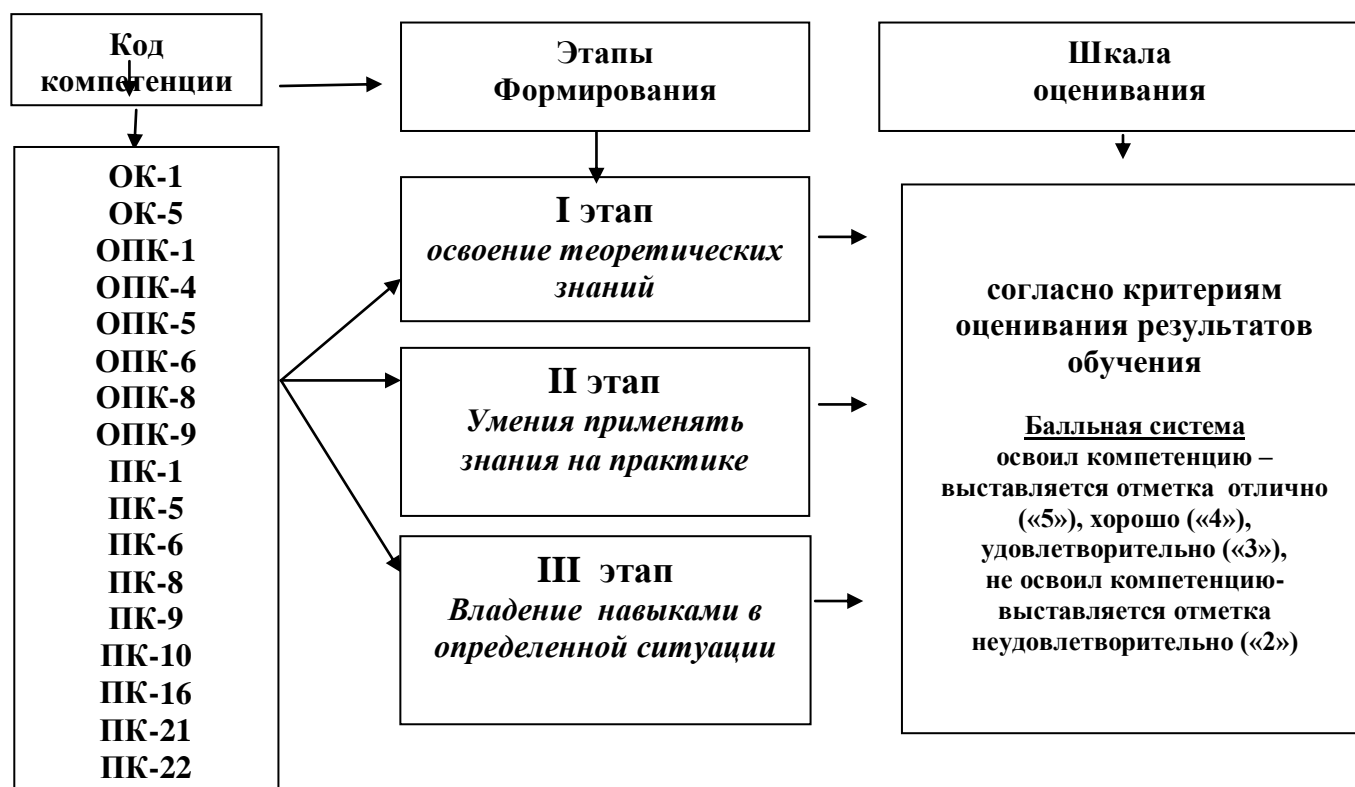 Код
компетенции
Этапы
Формирования
Шкала
оценивания
ОК-1
ОК-5
ОПК-1
ОПК-4
ОПК-5
ОПК-6
ОПК-8
ОПК-9
ПК-1
ПК-5
ПК-6
ПК-8
ПК-9
ПК-10
ПК-16
ПК-21
ПК-22
I этап
освоение теоретических
знаний
II этап
Умения применять
знания на практике
III этап
Владение навыками в
определенной ситуации
согласно критериям
оценивания результатов
обучения
Балльная система
освоил компетенцию –
выставляется отметка отлично
(«5»), хорошо («4»),
удовлетворительно («3»),
не освоил компетенцию-
выставляется отметка
неудовлетворительно («2»)